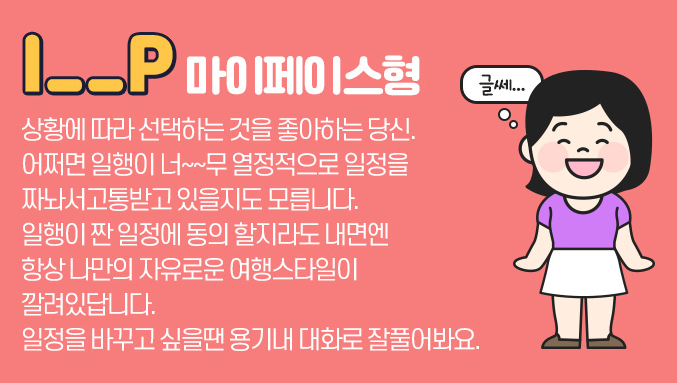 I__P 마이페이스형
글쎄...
상황에 따라 선택하는 것을 좋아하는 당신.
어쩌면 일행이 너~~무 열정적으로 일정을
짜놔서고통받고 있을지도 모릅니다.
일행이 짠 일정에 동의 할지라도 내면엔
항상 나만의 자유로운 여행스타일이
깔려있답니다.
일정을 바꾸고 싶을땐 용기내 대화로 잘풀어봐요.